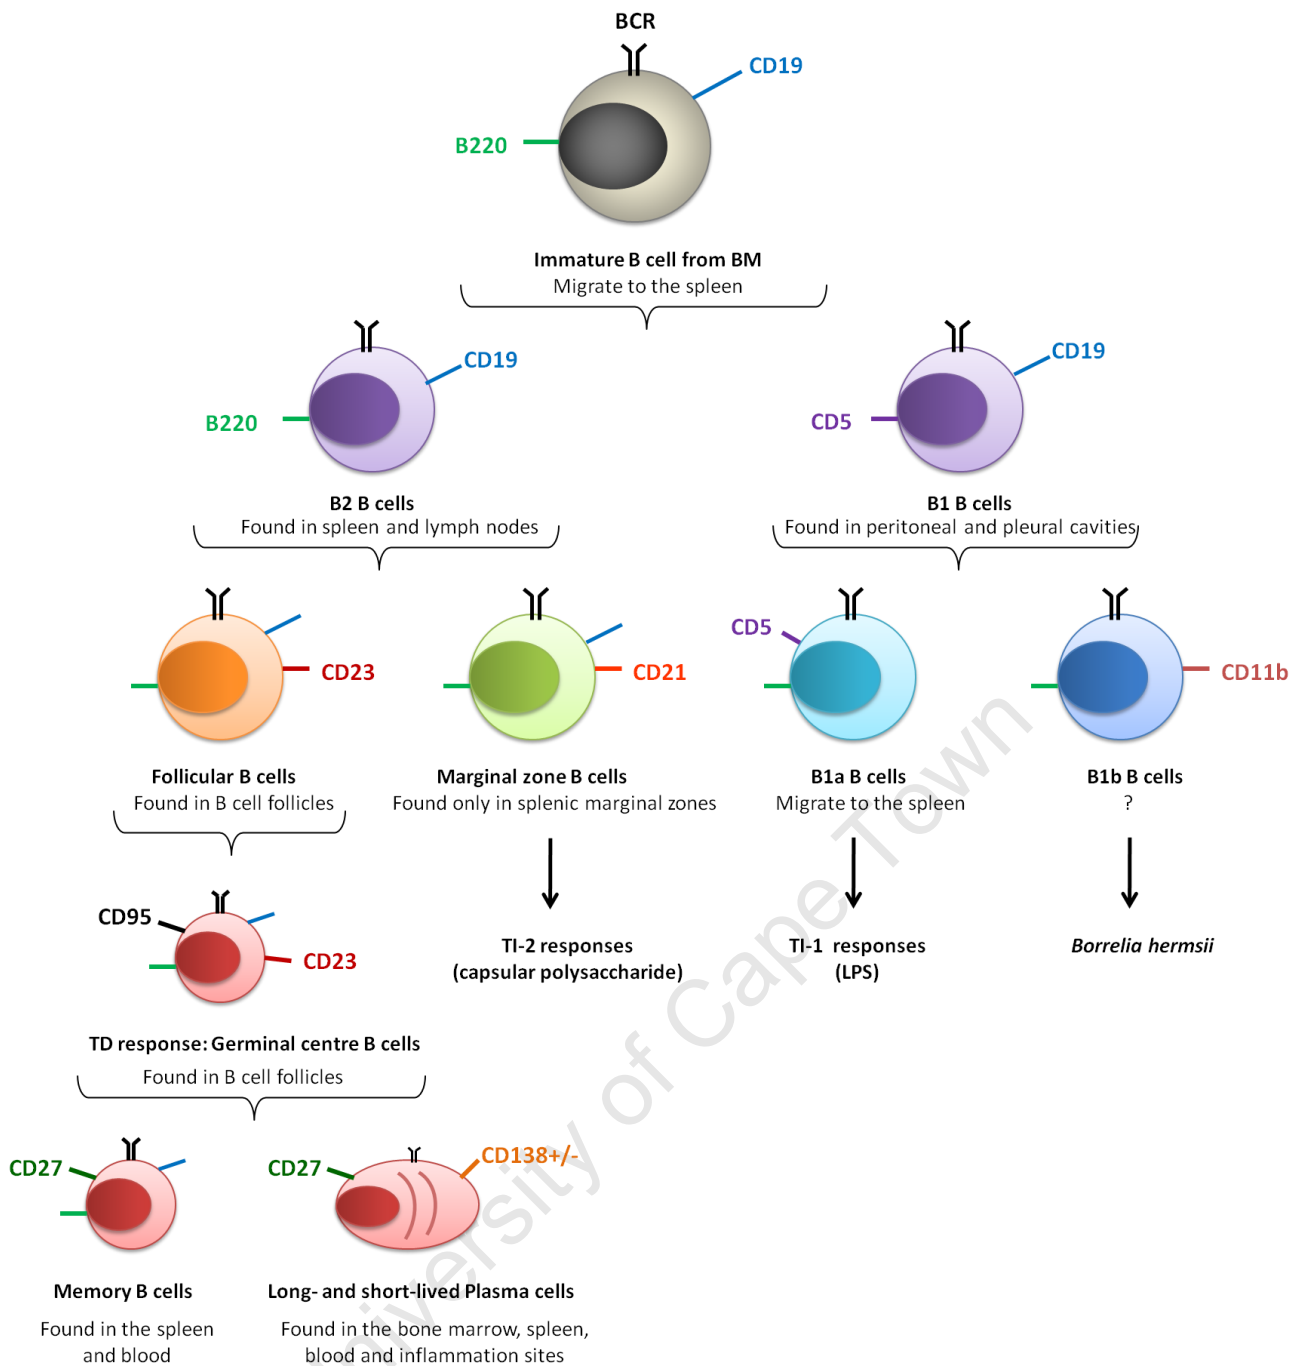 BCR
CD19
B220
Immature B cell from BM
Migrate to the spleen
CD19
B220
B2 B cells
Found in spleen and lymph nodes
CD19
CD5
B1 B cells
Found in peritoneal and pleural cavities
CD23
Follicular B cells
Found in B cell follicles
CD21
Marginal zone B cells
Found only in splenic marginal zones
CD5
B1a B cells
Migrate to the spleen
CD11b
B1b B cells
?
CD95
CD23
TD response: Germinal centre B cells
Found in B cell follicles
TI-2 responses
(capsular polysaccharide)
TI-1 responses
(LPS)
Borrelia hermsii
CD27
Memory B cells
Found in the spleen
and blood
CD27
CD138+/-
Long- and short-lived Plasma cells
Found in the bone marrow, spleen,
blood and inflammation sites
University of Cape Town